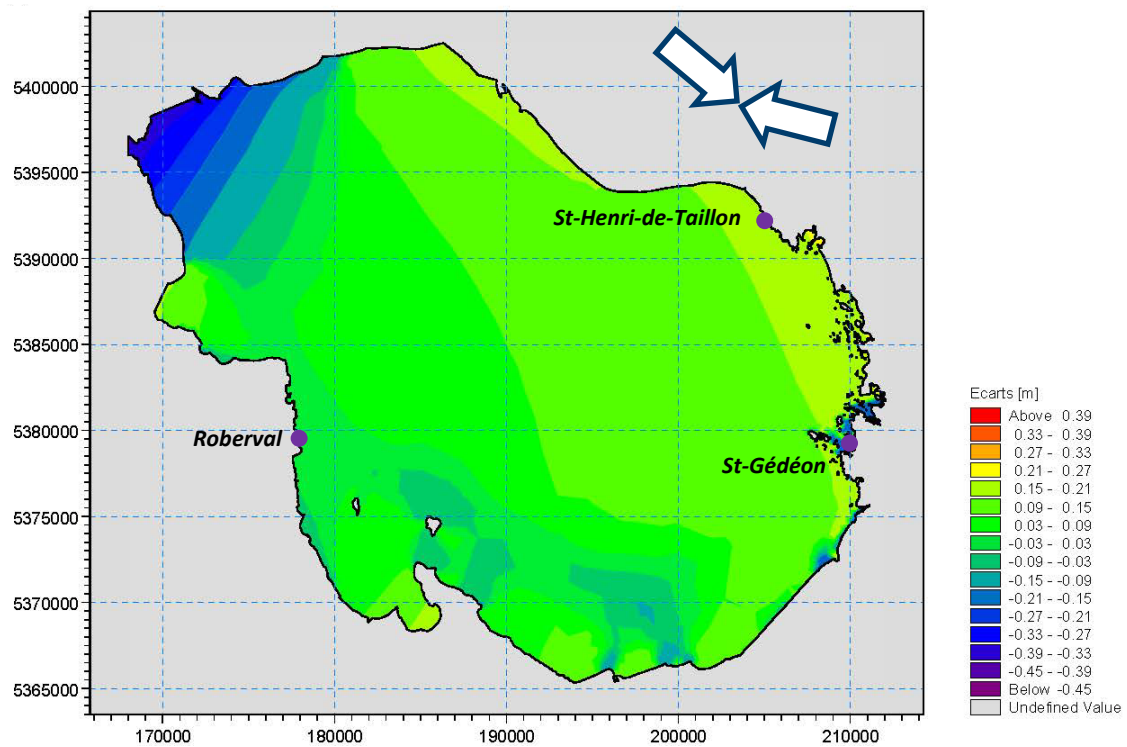 5400000
5395000
5390000
5385000
5380000
5375000
5370000
5365000
170000 180000 190000 200000 210000
St-Henri-de-Taillon
Roberval
St-Gédéon
Ecarts [m]
Above 0.39
0.33 - 0.39
0.27 - 0.33
0.21 - 0.27
0.15 - 0.21
0.09 - 0.15
0.03 - 0.09
-0.03 - 0.03
-0.09 - -0.03
-0.15 - -0.09
-0.21 - -0.15
-0.27 - -0.21
-0.33 - -0.27
-0.39 - -0.33
-0.45 - -0.39
Below -0.45
Undefined Value